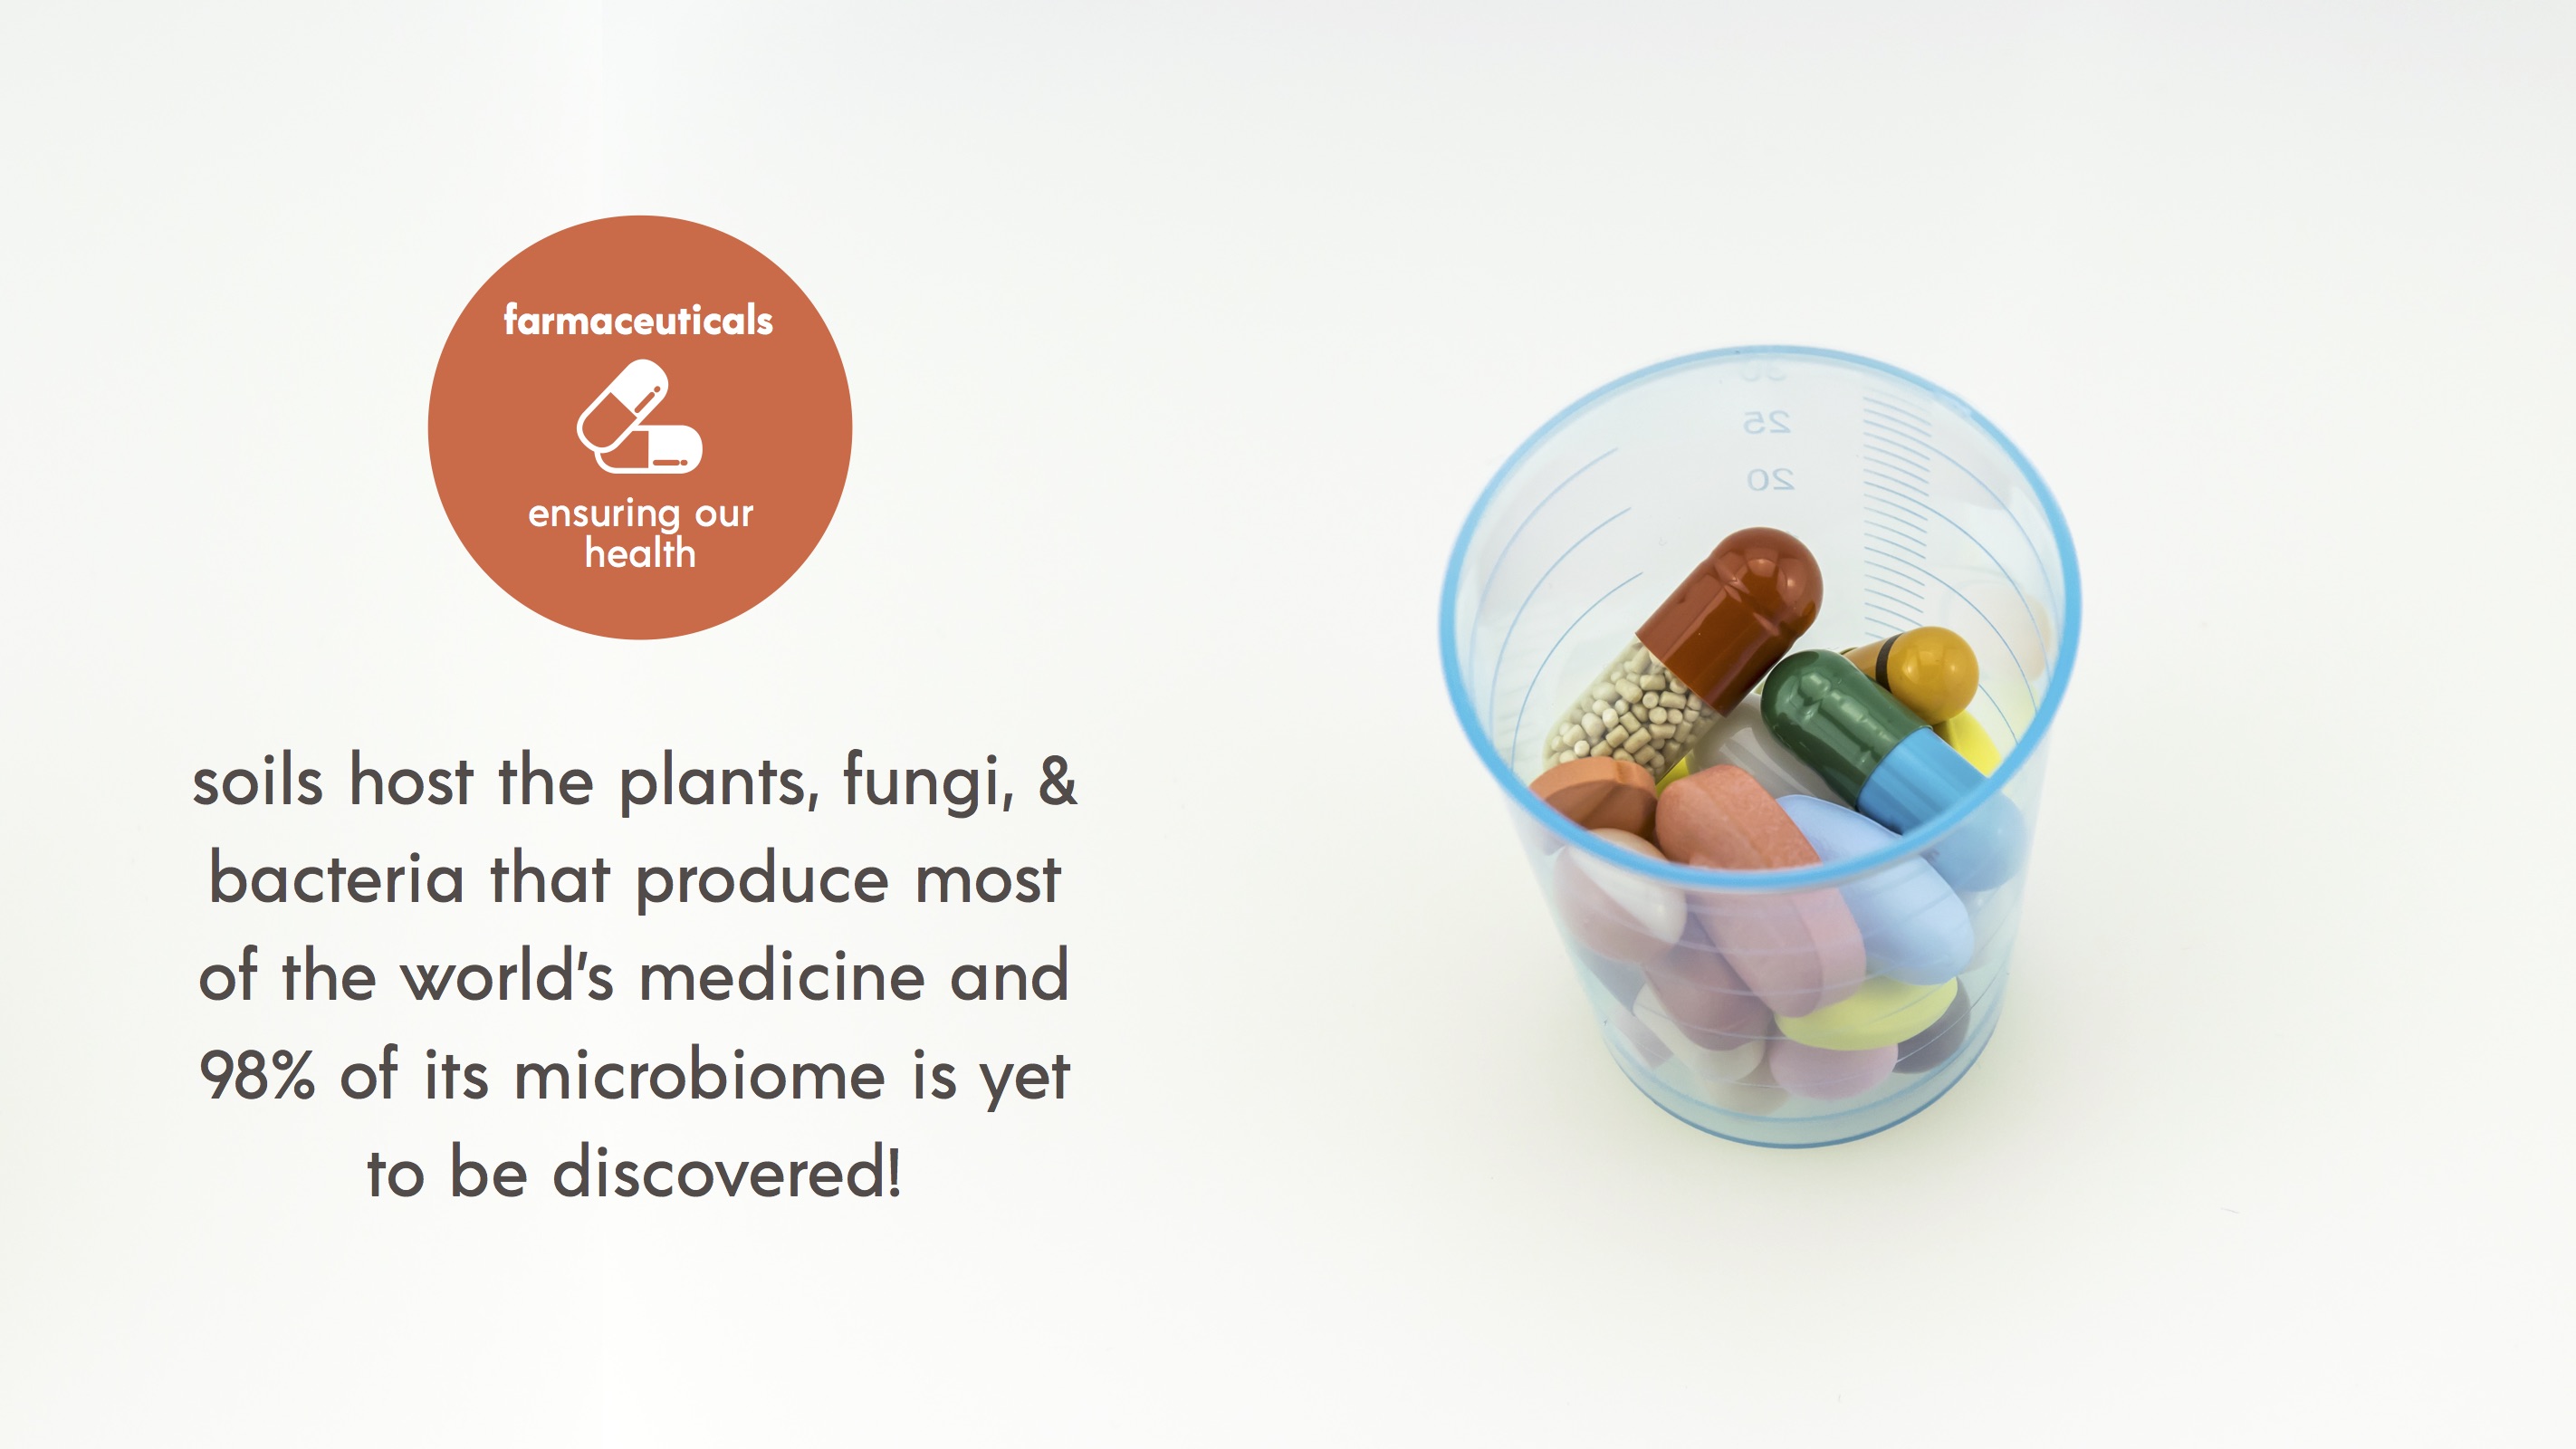 farmaceuticals
ensuring our
health
soils host the plants, fungi, &
bacteria that produce most
of the world's medicine and
98% of its microbiome is yet
to be discovered!
25
20